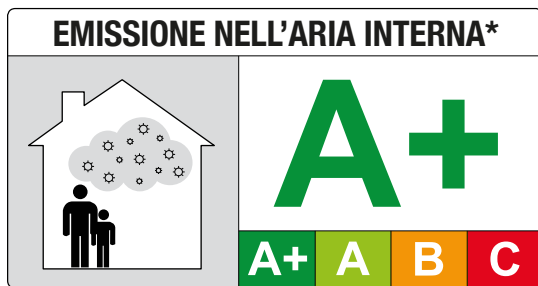 EMISSIONE NELL'ARIA INTERNA*
A+
A+ A B C